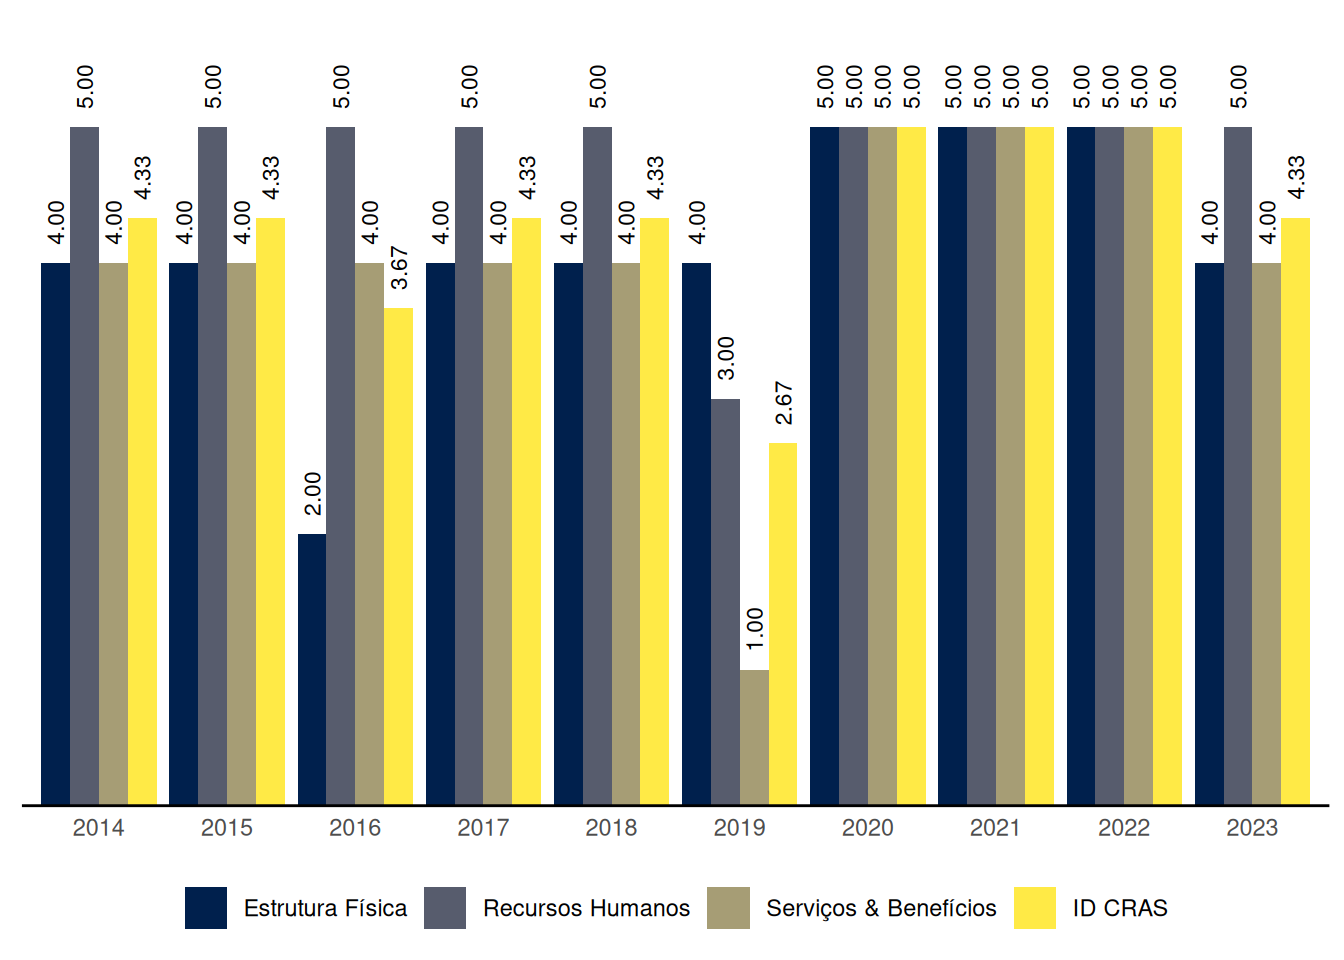 5.00 5.00 5.00 5.00 5.00 5.00 5.00 5.00 5.00 5.00 5.00 5.00 5.00 5.00 5.00 5.00 5.00 5.00
4.33 4.33 4.33 4.33 4.33
4.00 4.00 4.00 4.00 4.00 4.00 4.00 4.00 4.00 4.00 4.00 4.00
3.67
3.00
2.67
2.00
1.00
2014 2015 2016 2017 2018 2019 2020 2021 2022 2023
Estrutura Física Recursos Humanos Serviços & Benefícios ID CRAS